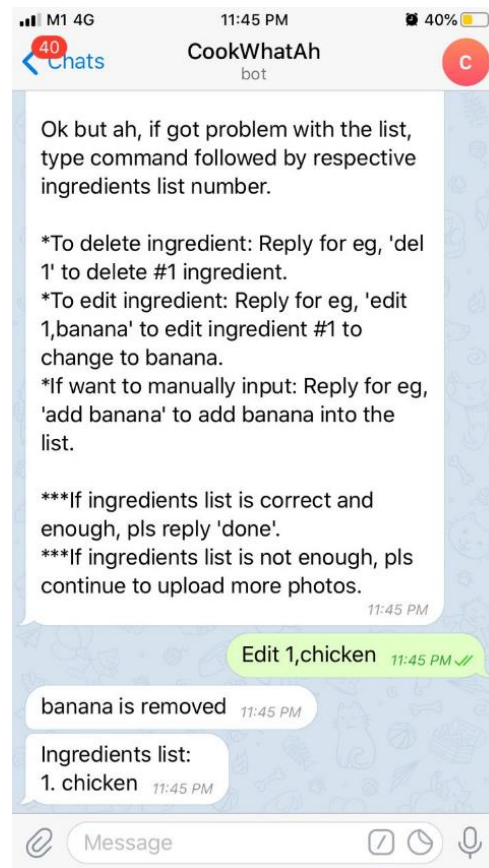 M1 4G 11:45 PM 40%
40
Chats CookWhatAh C
bot
Ok but ah, if got problem with the list,
type command followed by respective
ingredients list number.
*To delete ingredient: Reply for eg, 'del
1' to delete #1 ingredient.
*To edit ingredient: Reply for eg, 'edit
1,banana' to edit ingredient #1 to
change to banana.
*If want to manually input: Reply for eg,
'add banana' to add banana into the
list.
***If ingredients list is correct and
enough, pls reply 'done'.
***If ingredients list is not enough, pls
continue to upload more photos.
11:45 PM
Edit 1,chicken 11:45 PM
banana is removed 11:45 PM
Ingredients list:
1. chicken 11:45 PM
Message